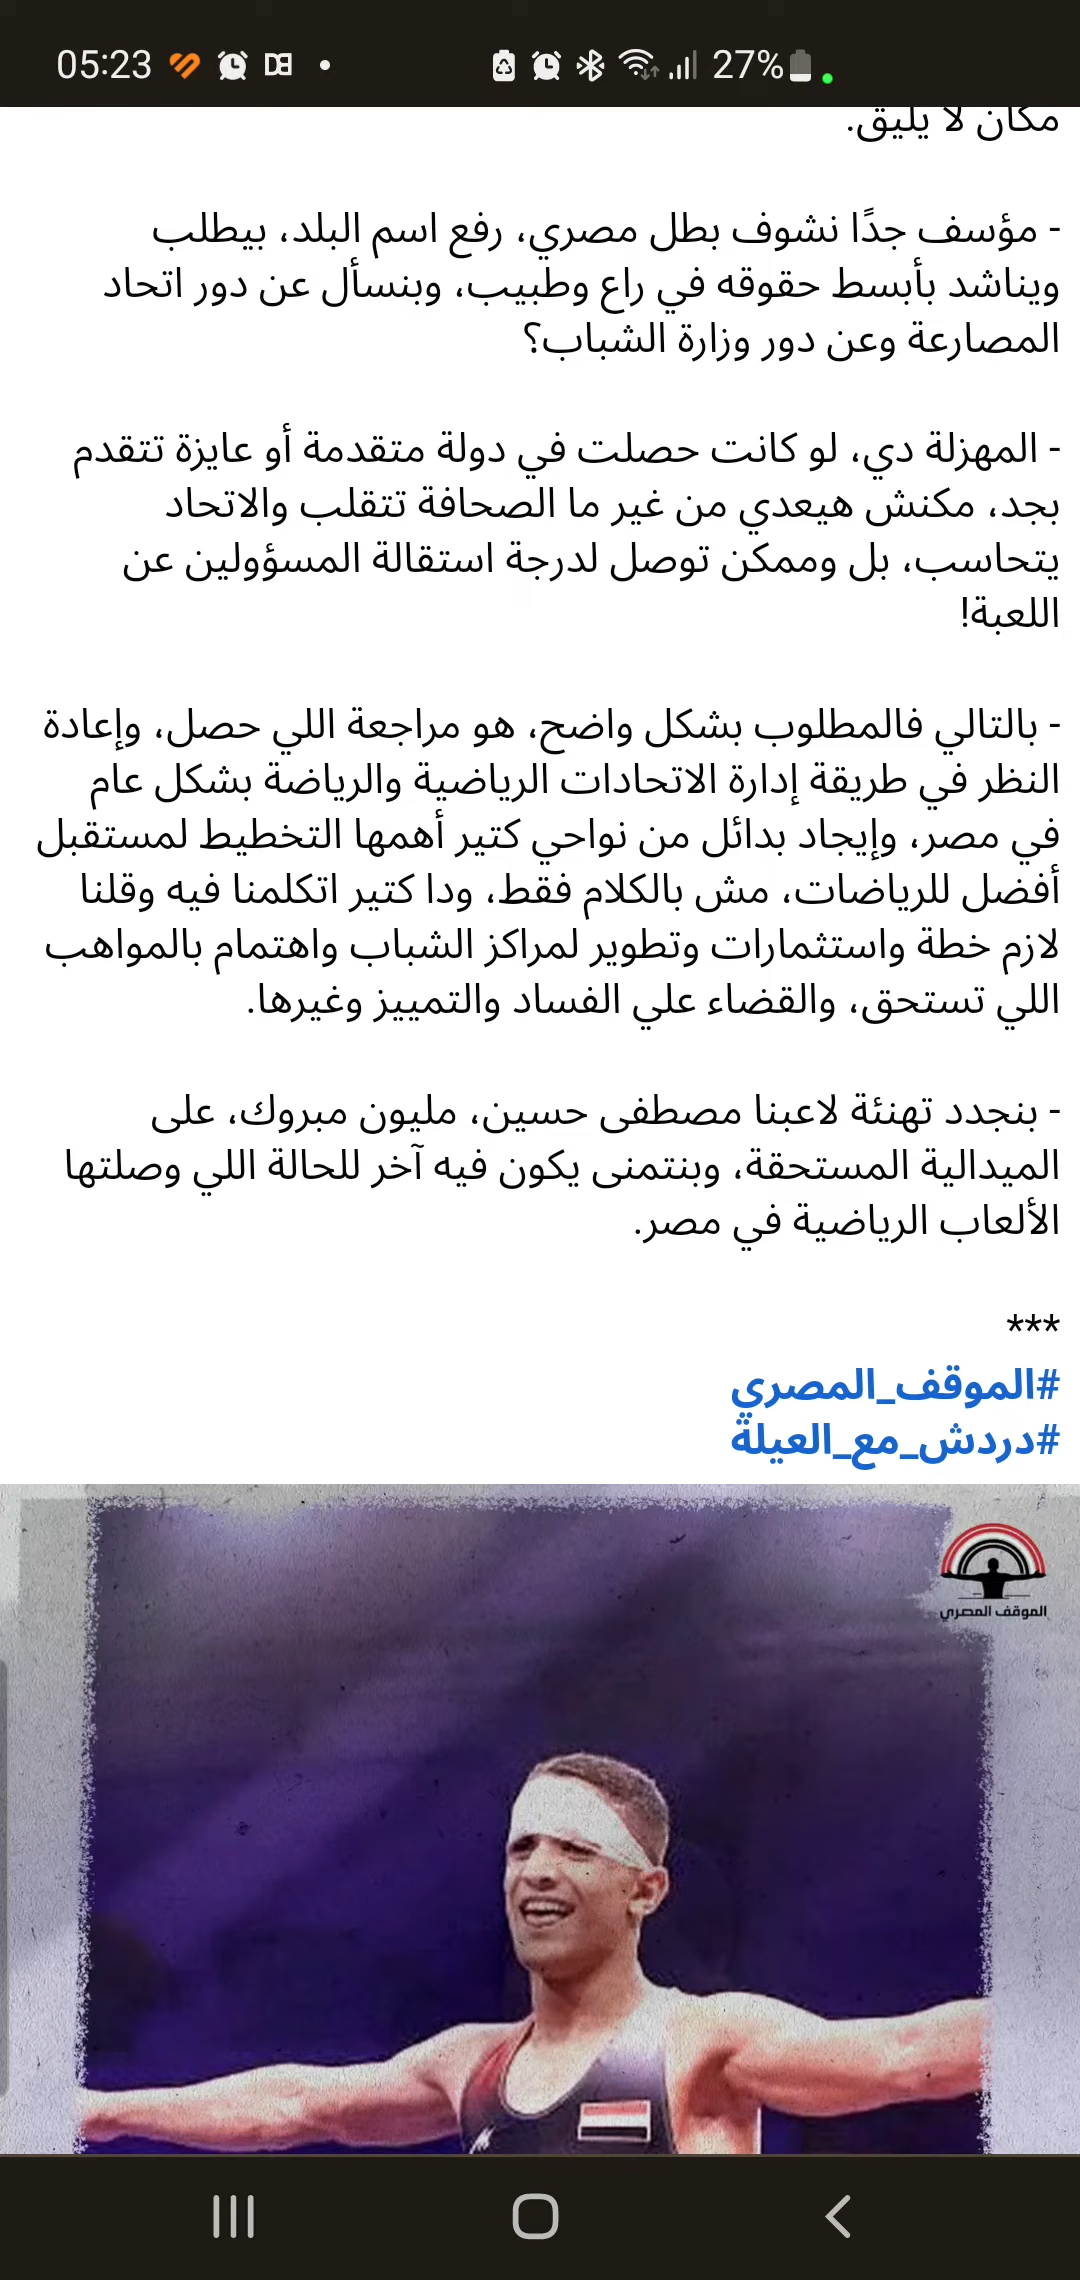 05:23
27%
مكان لا يليق.
- مؤسف جدًا نشوف بطل مصري، رفع اسم البلد، بيطلب
ويناشد بأبسط حقوقه في راع وطبيب، وبنسأل عن دور اتحاد
المصارعة وعن دور وزارة الشباب؟
- المهزلة دي، لو كانت حصلت في دولة متقدمة أو عايزة تتقدم
بجد، مكنش هيعدي من غير ما الصحافة تتقلب والاتحاد
يتحاسب، بل وممكن توصل لدرجة استقالة المسؤولين عن
اللعبة!
- بالتالي فالمطلوب بشكل واضح، هو مراجعة اللي حصل، وإعادة
النظر في طريقة إدارة الاتحادات الرياضية والرياضة بشكل عام
في مصر، وإيجاد بدائل من نواحي كتير أهمها التخطيط لمستقبل
أفضل للرياضات، مش بالكلام فقط، ودا كتير اتكلمنا فيه وقلنا
لازم خطة واستثمارات وتطوير لمراكز الشباب واهتمام بالمواهب
اللي تستحق، والقضاء علي الفساد والتمييز وغيرها.
- بنجدد تهنئة لاعبنا مصطفى حسين، مليون مبروك، على
الميدالية المستحقة، وبنتمنى يكون فيه آخر للحالة اللي وصلتها
الألعاب الرياضية في مصر.
***
#الموقف_المصري
#دردش_مع_العيلة
الموقف المصري